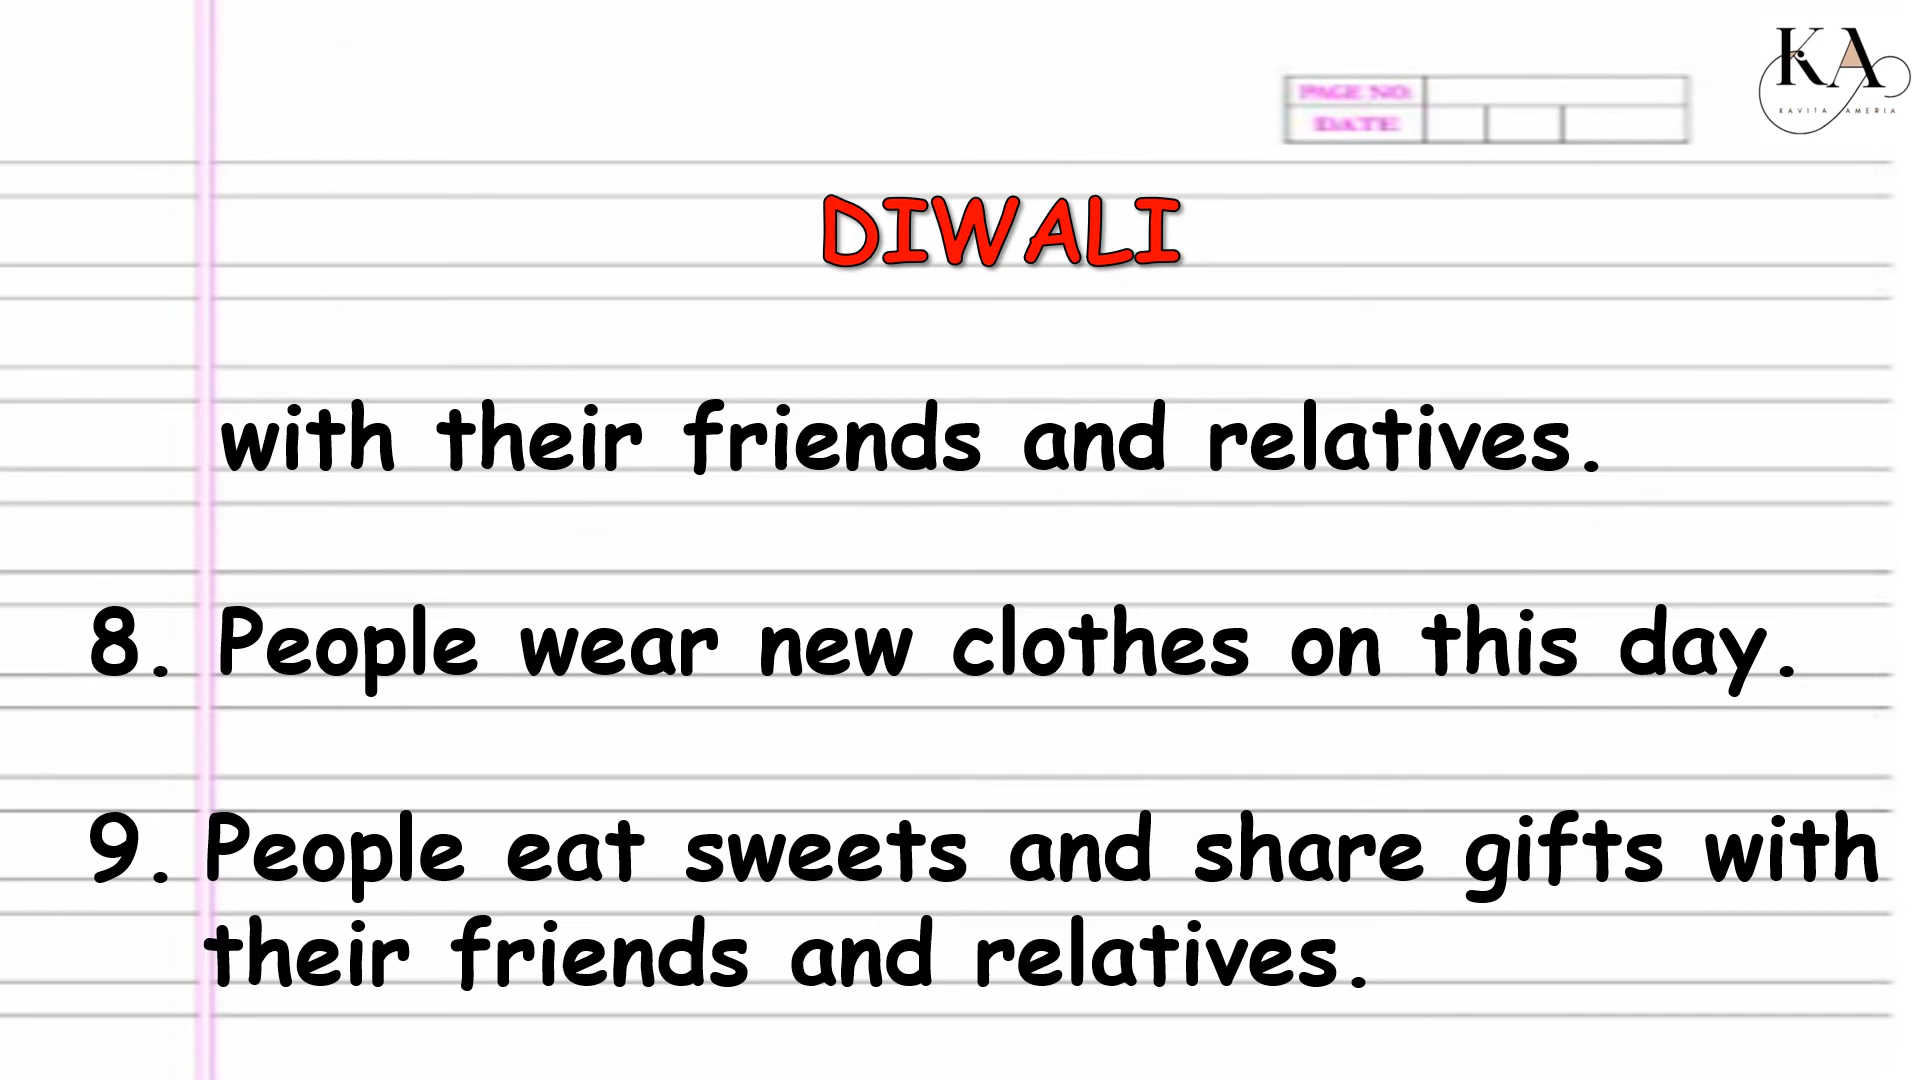 KA
KAVITA AMERIA
PAGE NO:
DATE
DIWALI
with their friends and relatives.
8. People wear new clothes on this day.
9. People eat sweets and share gifts with
their friends and relatives.